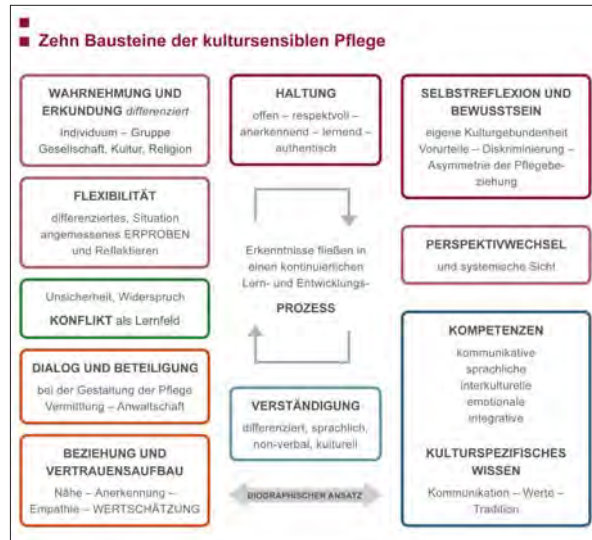 Zehn Bausteine der kultursensiblen Pflege
WAHRNEHMUNG UND
ERKUNDUNG differenziert
Individuum – Gruppe
Gesellschaft, Kultur, Religion
FLEXIBILITÄT
differenziertes, Situation
angemessenes ERPROBEN
und Reflektieren
Unsicherheit, Widerspruch
KONFLIKT als Lernfeld
DIALOG UND BETEILIGUNG
bei der Gestaltung der Pflege
Vermittlung – Anwaltschaft
BEZIEHUNG UND
VERTRAUENSAUFBAU
Nähe – Anerkennung –
Empathie – WERTSCHÄTZUNG
HALTUNG
offen – respektvoll –
anerkennend – lernend –
authentisch
Erkenntnisse fließen in
einen kontinuierlichen
Lern- und Entwicklungs-
PROZESS
VERSTÄNDIGUNG
differenziert, sprachlich,
non-verbal, kulturell
BIOGRAPHISCHER ANSATZ
SELBSTREFLEXION UND
BEWUSSTSEIN
eigene Kulturgebundenheit
Vorurteile – Diskriminierung –
Asymmetrie der Pflegebe-
ziehung
PERSPEKTIVWECHSEL
und systemische Sicht
KOMPETENZEN
kommunikative
sprachliche
interkulturelle
emotionale
integrative
KULTURSPEZIFISCHES
WISSEN
Kommunikation – Werte –
Tradition